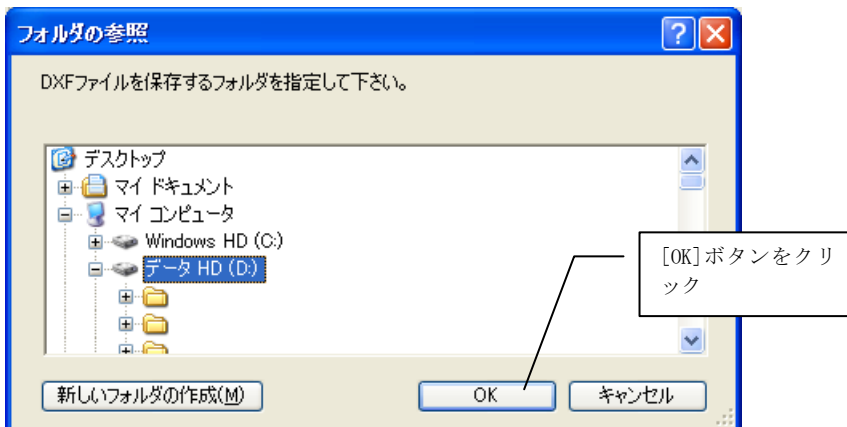 フォルダの参照
DXFファイルを保存するフォルダを指定して下さい。
デスクトップ
マイ ドキュメント
マイ コンピュータ
Windows HD (C:)
データ HD (D:)
[OK]ボタンをクリ
ック
新しいフォルダの作成(M)
OK
キャンセル